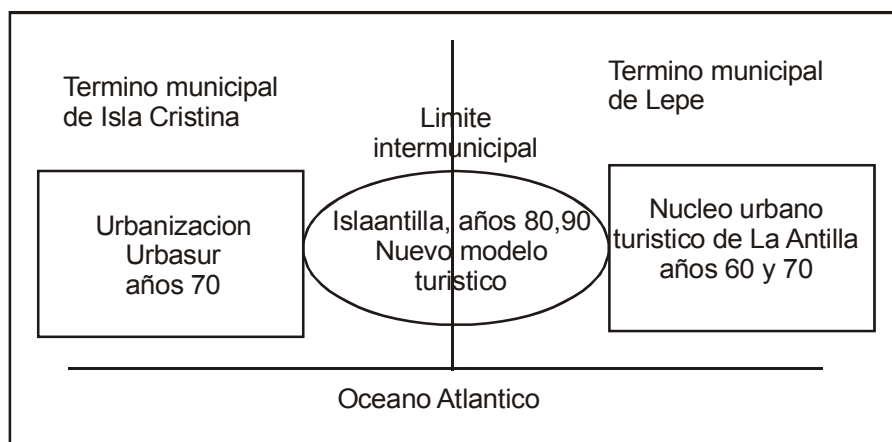 Termino municipal
de Isla Cristina
Termino municipal
de Lepe
Limite
intermunicipal
Urbanizacion
Urbasur
años 70
Islaantilla, años 80,90
Nuevo modelo
turistico
Nucleo urbano
turistico de La Antilla
años 60 y 70
Oceano Atlantico